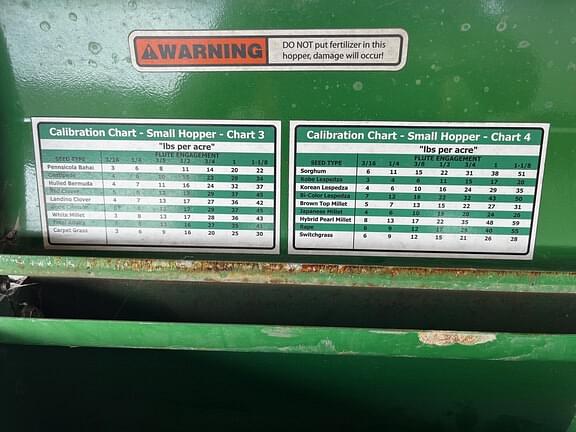 WARNING
DO NOT put fertilizer in this
hopper, damage will occur!
Calibration Chart - Small Hopper - Chart 3
"lbs per acre"
FLUTE ENGAGEMENT
SEED TYPE 3/16 1/4 3/8 1/2 3/4 1 1-1/8
Pennsicola Bahai 3 6 8 11 14 20 22
Centipede
Hulled Bermuda 4 7 11 16 24 32 37
Red Clover
Landino Clover 4 7 13 17 27 36 42
White Millet 3 8 13 17 28 36 43
Carpet Grass 3 6 9 16 20 25 30
Calibration Chart - Small Hopper - Chart 4
"lbs per acre"
FLUTE ENGAGEMENT
SEED TYPE 3/16 1/4 3/8 1/2 3/4 1 1-1/8
Sorghum 6 11 15 22 31 38 51
Kobe Lespedza
Korean Lespedza 4 6 10 16 24 29 35
Bi-Color Lespedza
Brown Top Millet 5 7 13 15 22 27 31
Japanese Millet 4 6 10
Hybrid Pearl Millet 8 13 17 22 35 48 59
Rape 6 9 12
Switchgrass 6 9 12 15 21 26 28